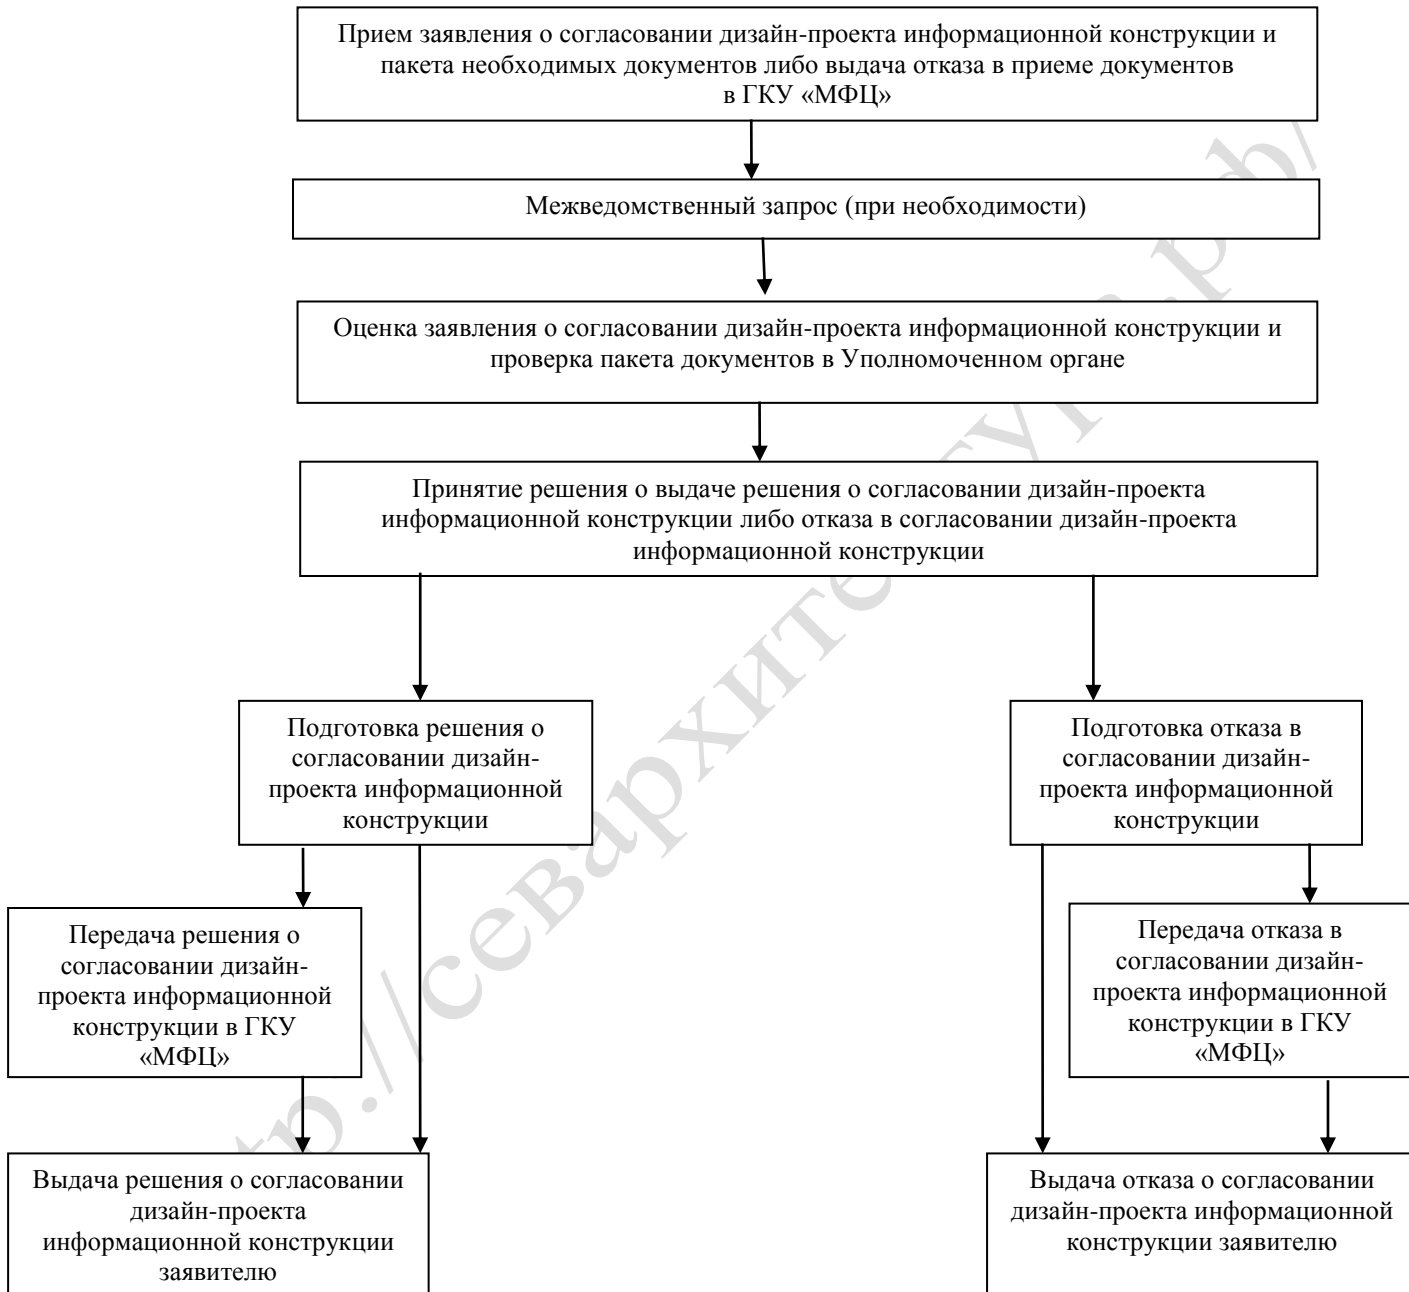 Прием заявления о согласовании дизайн-проекта информационной конструкции и
пакета необходимых документов либо выдача отказа в приеме документов
в ГКУ «МФЦ»
Межведомственный запрос (при необходимости)
Оценка заявления о согласовании дизайн-проекта информационной конструкции и
проверка пакета документов в Уполномоченном органе
Принятие решения о выдаче решения о согласовании дизайн-проекта
информационной конструкции либо отказа в согласовании дизайн-проекта
информационной конструкции
Подготовка решения о
согласовании дизайн-
проекта информационной
конструкции
Подготовка отказа в
согласовании дизайн-
проекта информационной
конструкции
Передача решения о
согласовании дизайн-
проекта информационной
конструкции в ГКУ
«МФЦ»
Передача отказа в
согласовании дизайн-
проекта информационной
конструкции в ГКУ
«МФЦ»
Выдача решения о согласовании
дизайн-проекта
информационной конструкции
заявителю
Выдача отказа о согласовании
дизайн-проекта информационной
конструкции заявителю